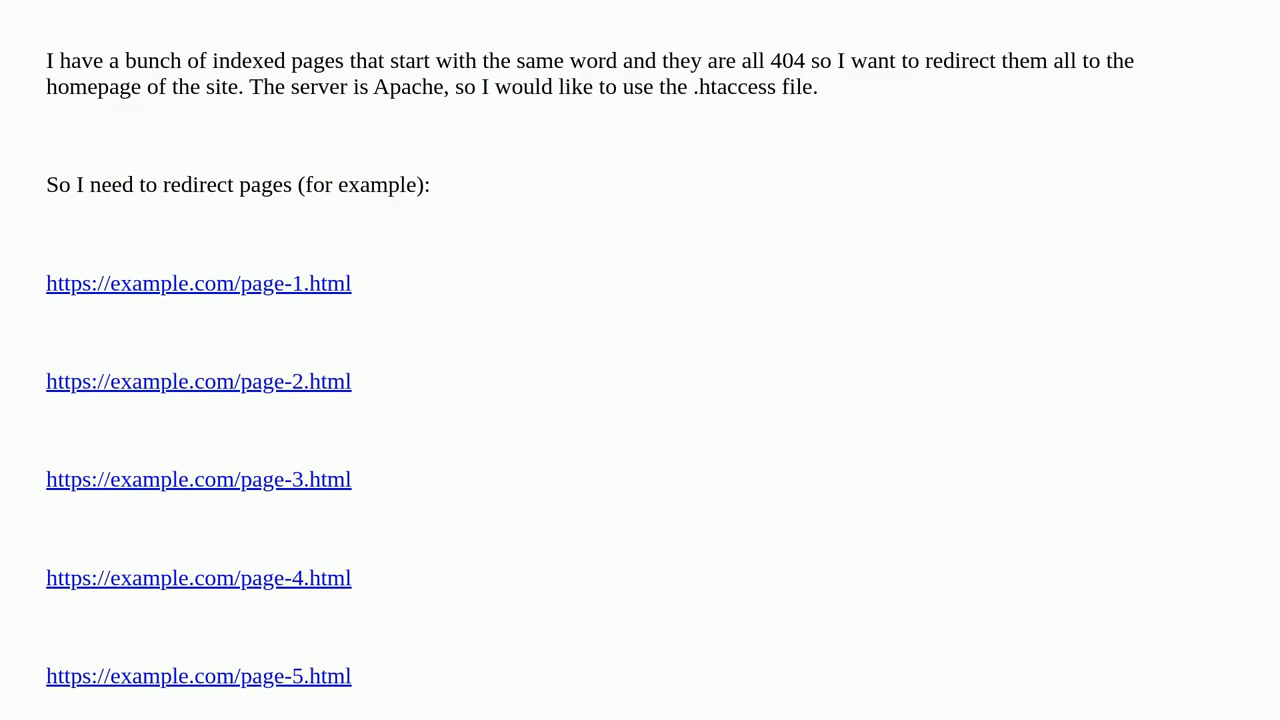 I have a bunch of indexed pages that start with the same word and they are all 404 so I want to redirect them all to the
homepage of the site. The server is Apache, so I would like to use the .htaccess file.
So I need to redirect pages (for example):
https://example.com/page-1.html
https://example.com/page-2.html
https://example.com/page-3.html
https://example.com/page-4.html
https://example.com/page-5.html